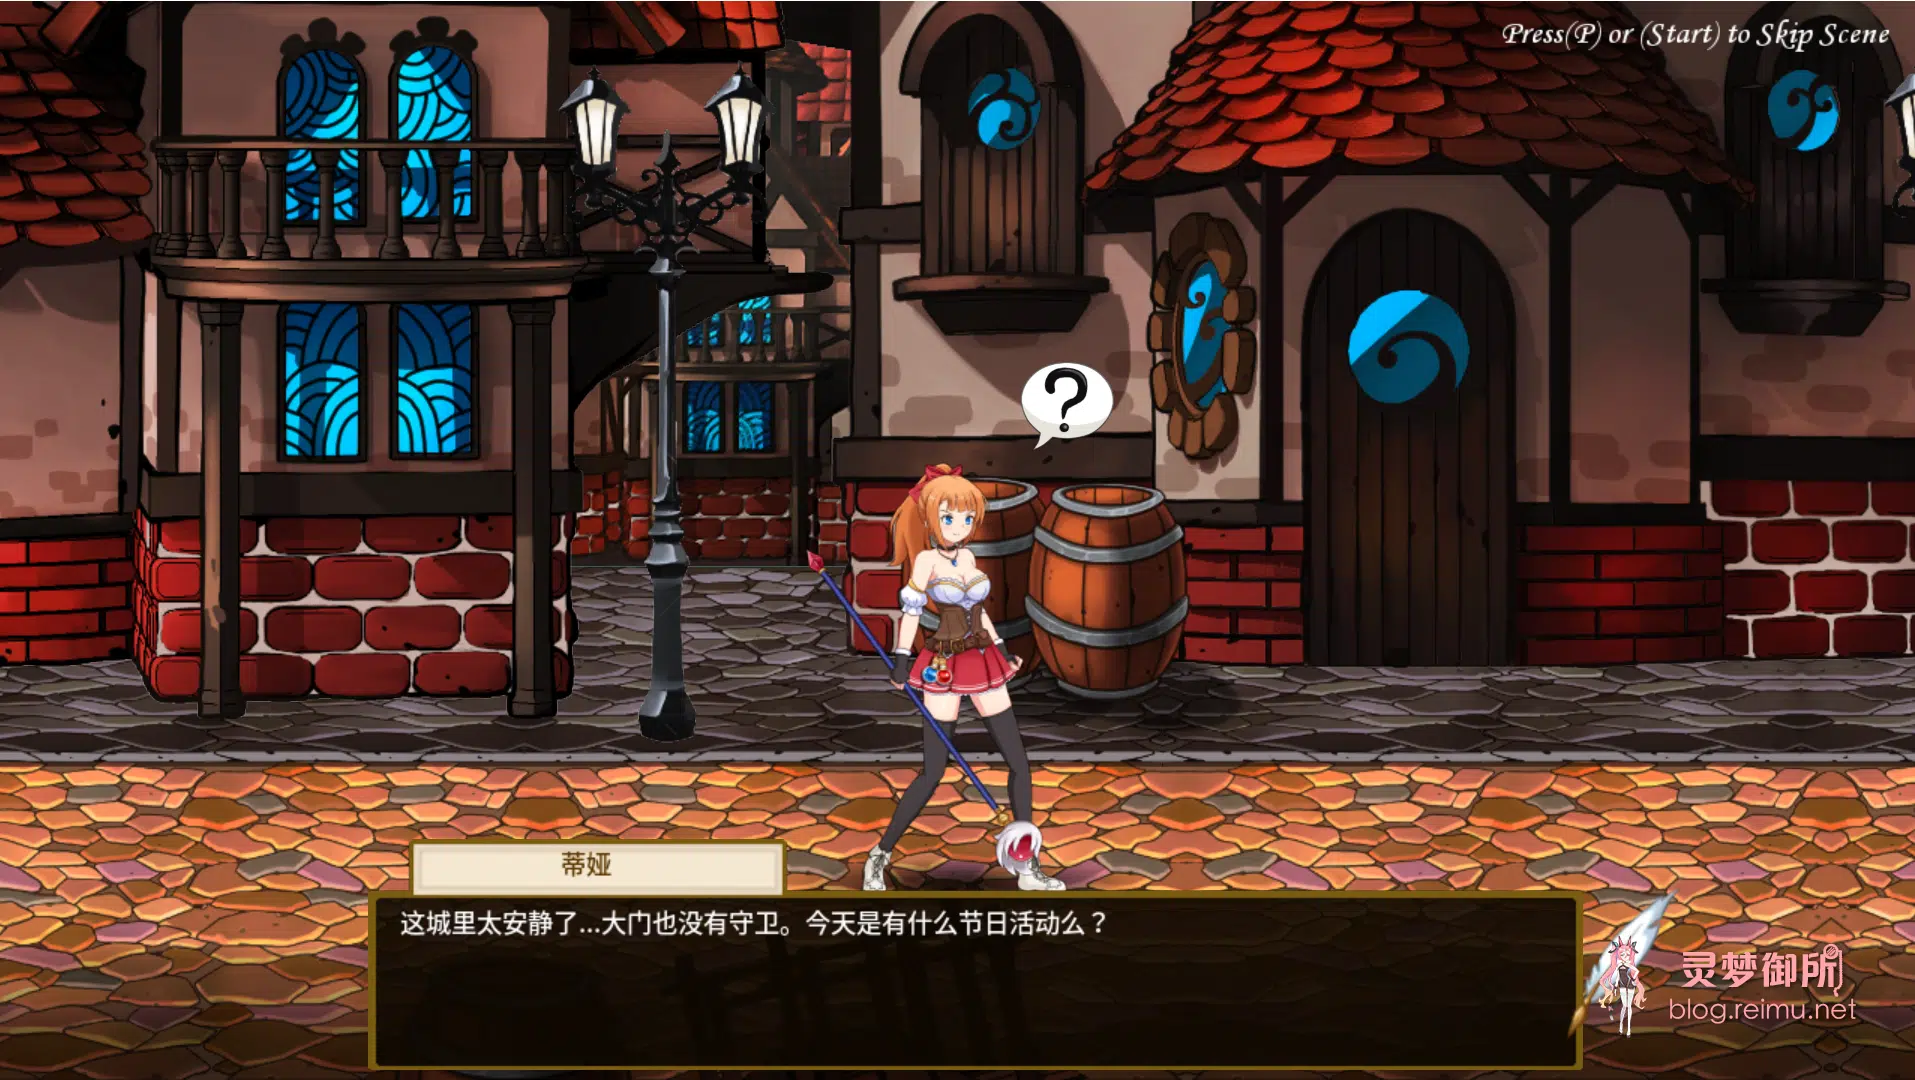 Press(P) or (Start) to Skip Scene
?
蒂娅
这城里太安静了...大门也没有守卫。今天是有什么节日活动么？
灵梦御所
blog.reimu.net